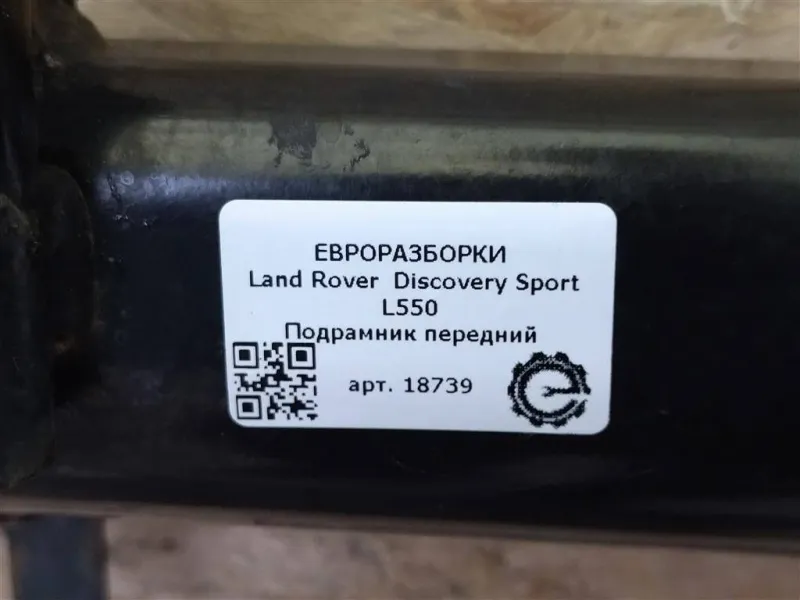 ЕВРОРАЗБОРКИ
Land Rover Discovery Sport
L550
Подрамник передний
арт. 18739